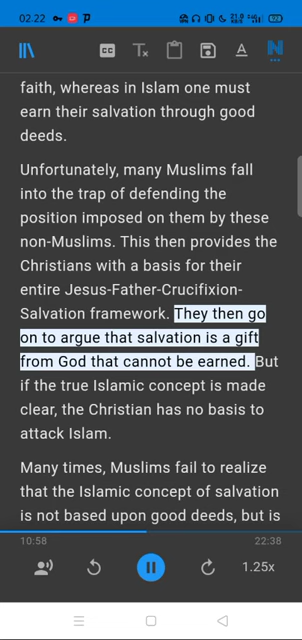 02.22
faith, whereas in Islam one must
earn their salvation through good
deeds.
Unfortunately, many Muslims fall
into the trap of defending the
position imposed on them by these
non-Muslims. This then provides the
Christians with a basis for their
entire Jesus-Father-Crucifixion-
Salvation framework. They then go
on to argue that salvation is a gift
from God that cannot be earned. But
if the true Islamic concept is made
clear, the Christian has no basis to
attack Islam.
Many times, Muslims fail to realize
that the Islamic concept of salvation
is not based upon good deeds, but is
10:58
22:38
1.25x